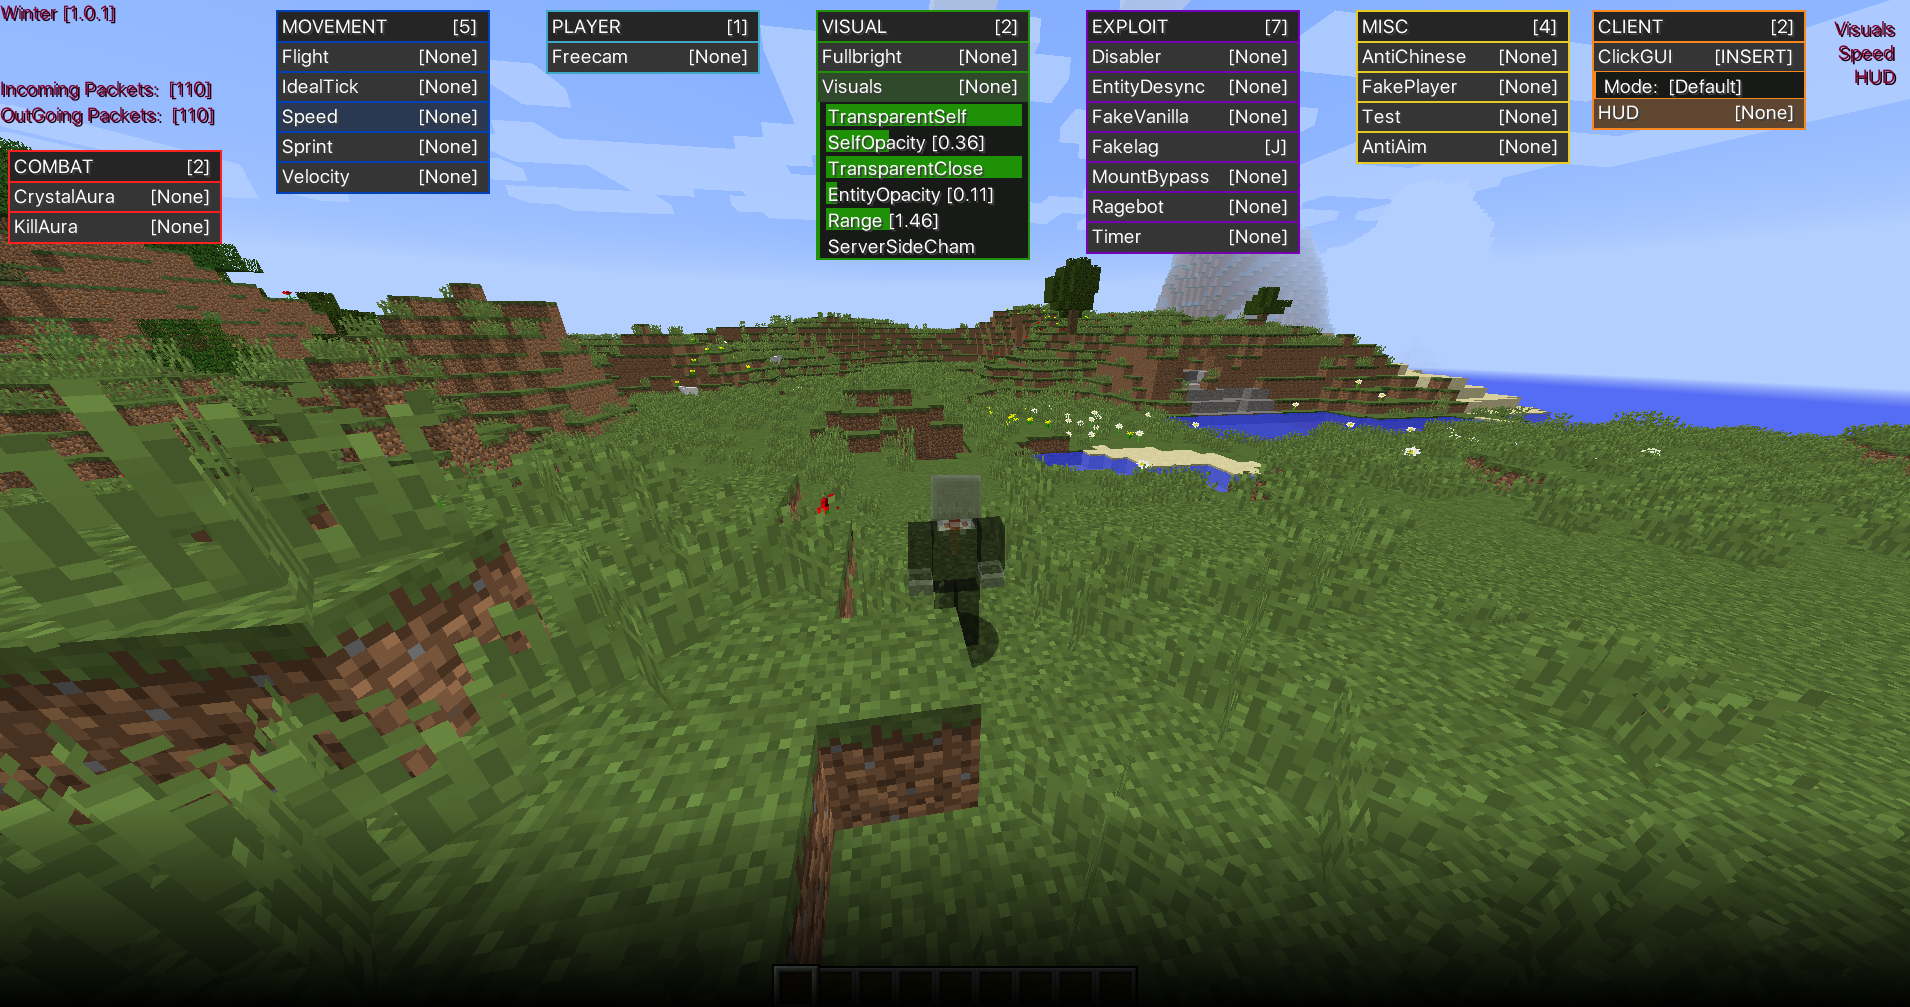 Winter [1.0.1]
Incoming Packets: [110]
OutGoing Packets: [110]
COMBAT [2]
CrystalAura [None]
KillAura [None]
MOVEMENT [5]
Flight [None]
IdealTick [None]
Speed [None]
Sprint [None]
Velocity [None]
PLAYER [1]
Freecam [None]
VISUAL [2]
Fullbright [None]
Visuals [None]
TransparentSelf
SelfOpacity [0.36]
TransparentClose
EntityOpacity [0.11]
Range [1.46]
ServerSideCham
EXPLOIT [7]
Disabler [None]
EntityDesync [None]
FakeVanilla [None]
Fakelag [J]
MountBypass [None]
Ragebot [None]
Timer [None]
MISC [4]
AntiChinese [None]
FakePlayer [None]
Test [None]
AntiAim [None]
CLIENT [2]
ClickGUI [INSERT]
Mode: [Default]
HUD [None]
Visuals
Speed
HUD